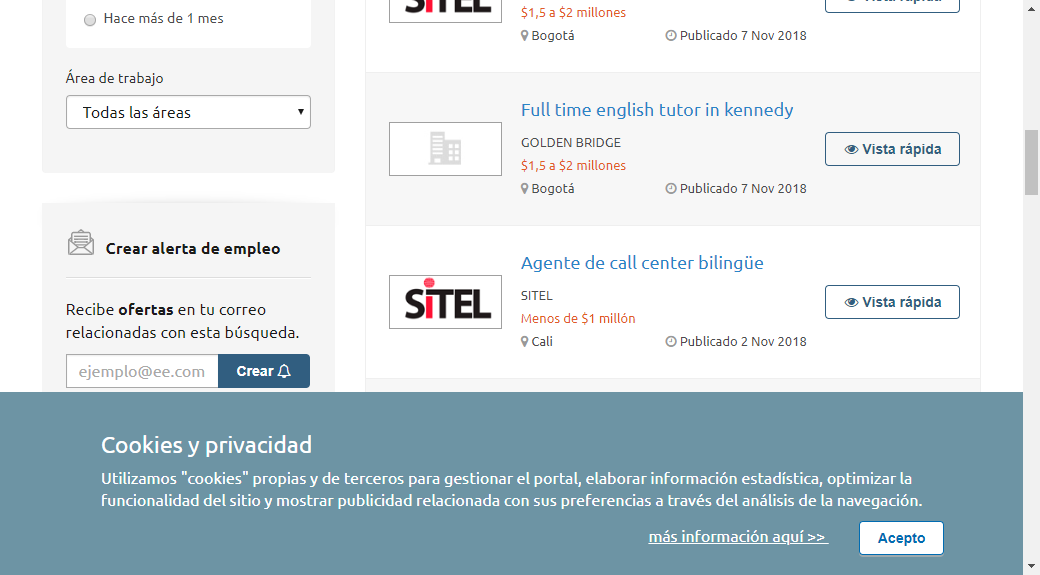 Hace más de 1 mes
Área de trabajo
Todas las áreas
Crear alerta de empleo
Recibe ofertas en tu correo
relacionadas con esta búsqueda.
ejemplo@ee.com
Crear
SITEL
$1,5 a $2 millones
Bogotá
Publicado 7 Nov 2018
Vista rápida
Full time english tutor in kennedy
GOLDEN BRIDGE
$1,5 a $2 millones
Bogotá
Publicado 7 Nov 2018
Vista rápida
Agente de call center bilingüe
SiTEL
SITEL
Menos de $1 millón
Cali
Publicado 2 Nov 2018
Vista rápida
Cookies y privacidad
Utilizamos "cookies" propias y de terceros para gestionar el portal, elaborar información estadística, optimizar la
funcionalidad del sitio y mostrar publicidad relacionada con sus preferencias a través del análisis de la navegación.
más información aquí >>
Acepto